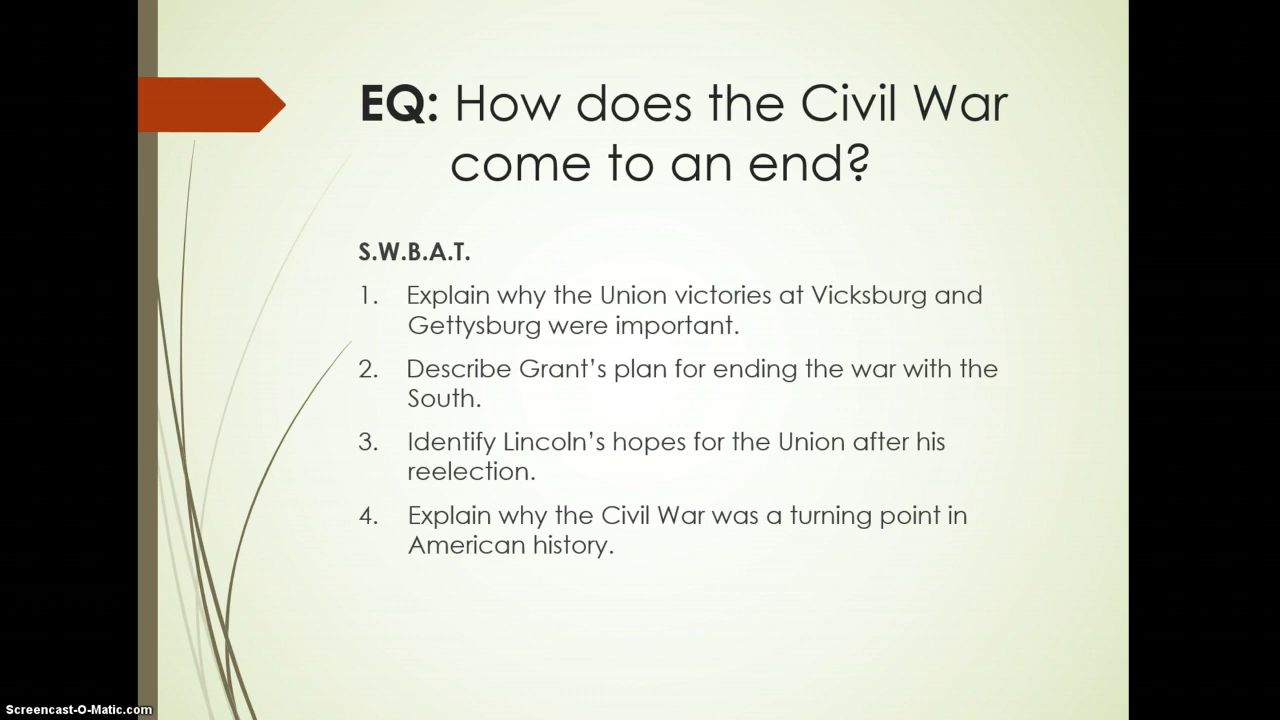 EQ: How does the Civil War
come to an end?
S.W.B.A.T.
1. Explain why the Union victories at Vicksburg and
Gettysburg were important.
2. Describe Grant's plan for ending the war with the
South.
3. Identify Lincoln's hopes for the Union after his
reelection.
4. Explain why the Civil War was a turning point in
American history.
Screencast-O-Matic.com